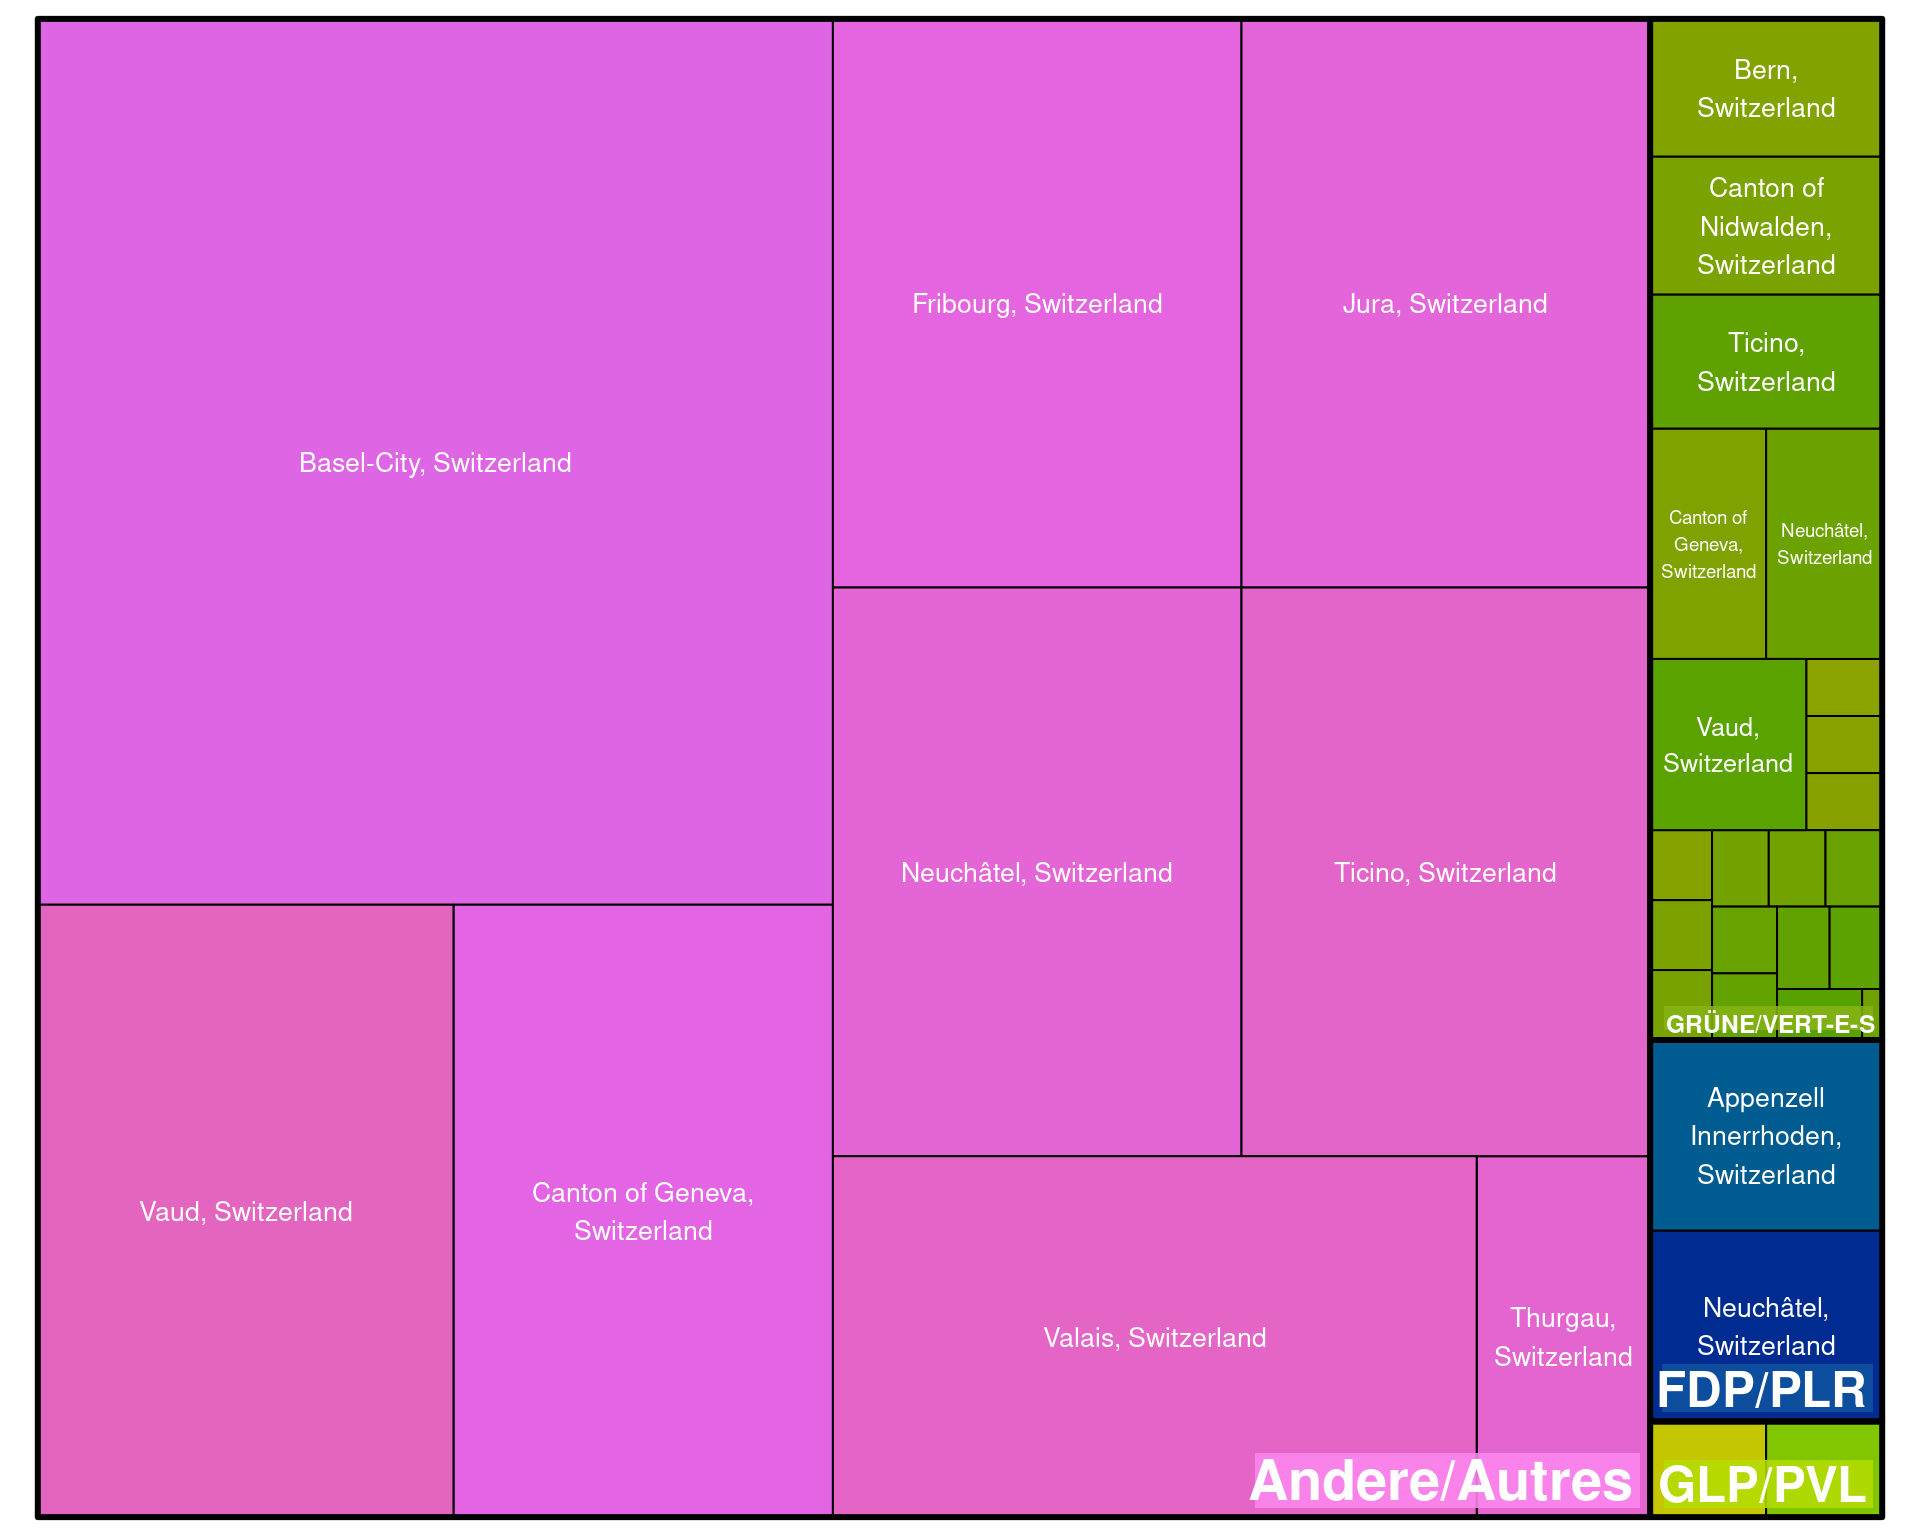 Basel-City, Switzerland
Fribourg, Switzerland
Jura, Switzerland
Neuchâtel, Switzerland
Ticino, Switzerland
Vaud, Switzerland
Canton of Geneva,
Switzerland
Valais, Switzerland
Thurgau,
Switzerland
Andere/Autres
Bern,
Switzerland
Canton of
Nidwalden,
Switzerland
Ticino,
Switzerland
Canton of
Geneva,
Switzerland
Neuchâtel,
Switzerland
Vaud,
Switzerland
GRÜNE/VERT-E-S
Appenzell
Innerrhoden,
Switzerland
Neuchâtel,
Switzerland
FDP/PLR
GLP/PVL